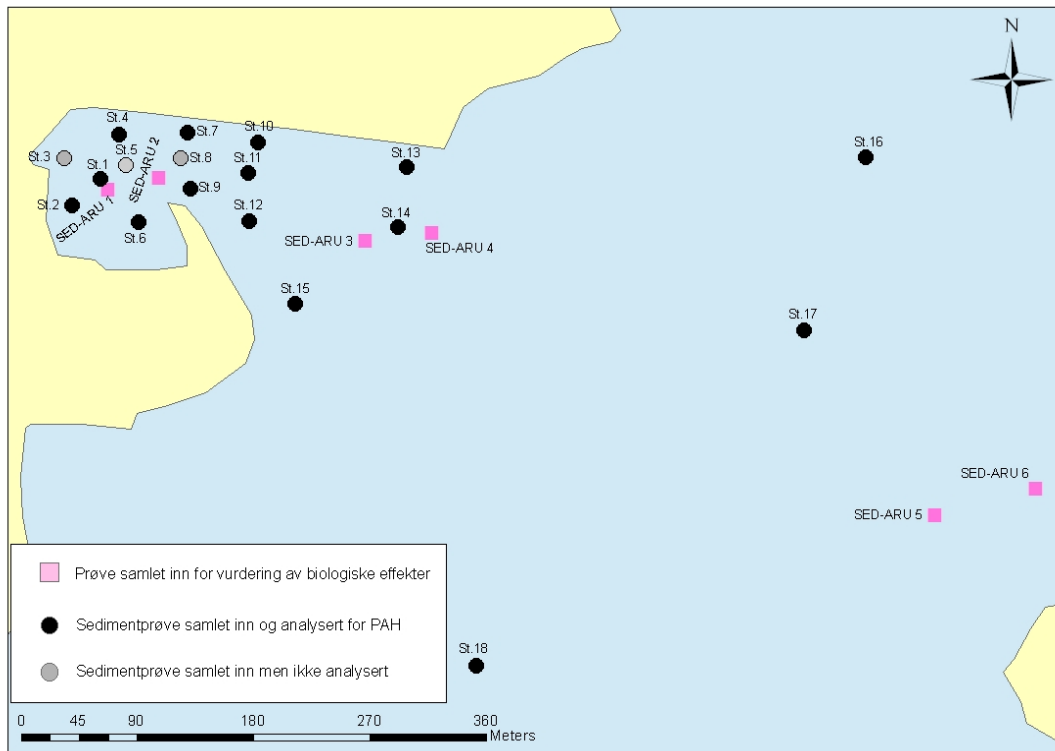 N
St.4
St.7
St.10
St.3
St.5
St.8
St.11
St.13
St.16
St.1
SED-ARU 2
St.9
St.2
SED-ARU 1
St.6
St.12
St.14
SED-ARU 3
SED-ARU 4
St.15
St.17
SED-ARU 6
SED-ARU 5
Prøve samlet inn for vurdering av biologiske effekter
Sedimentprøve samlet inn og analysert for PAH
Sedimentprøve samlet inn men ikke analysert
St.18
0 45 90 180 270 360
Meters